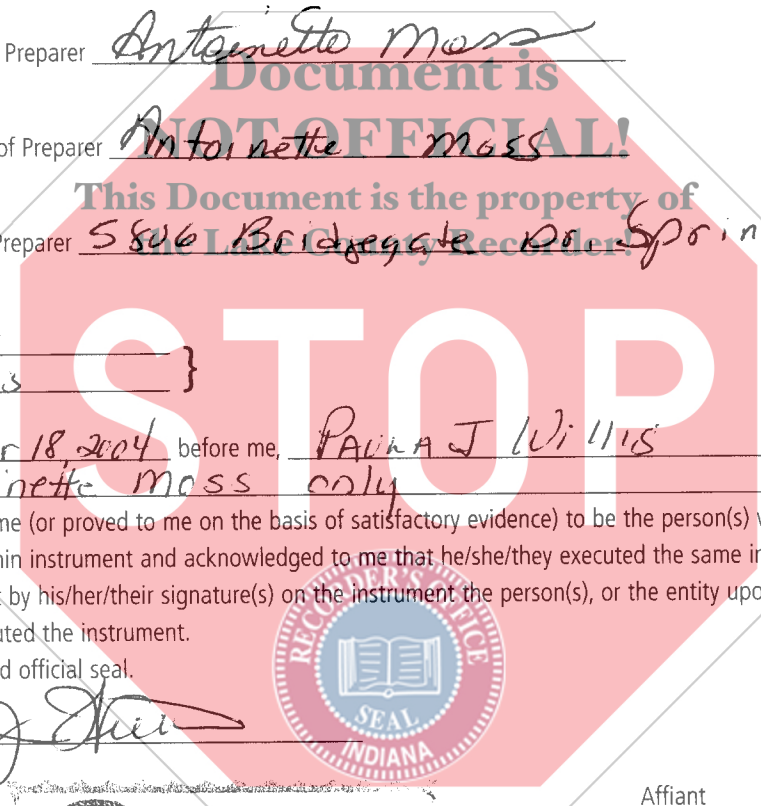 Preparer Antoinette Moss
Document is
NOT OFFICIAL!
of Preparer Antoinette Moss
This Document is the property of
the Lake County Recorder!
Preparer 5806 Bridgegate Dr. Sprin
STOP
s }
r 18, 2004 before me, PAULA J Willis
nette Moss only
me (or proved to me on the basis of satisfactory evidence) to be the person(s) w
hin instrument and acknowledged to me that he/she/they executed the same in
t by his/her/their signature(s) on the instrument the person(s), or the entity upo
uted the instrument.
d official seal.
RECORDER'S OFFICE
SEAL
INDIANA
Affiant